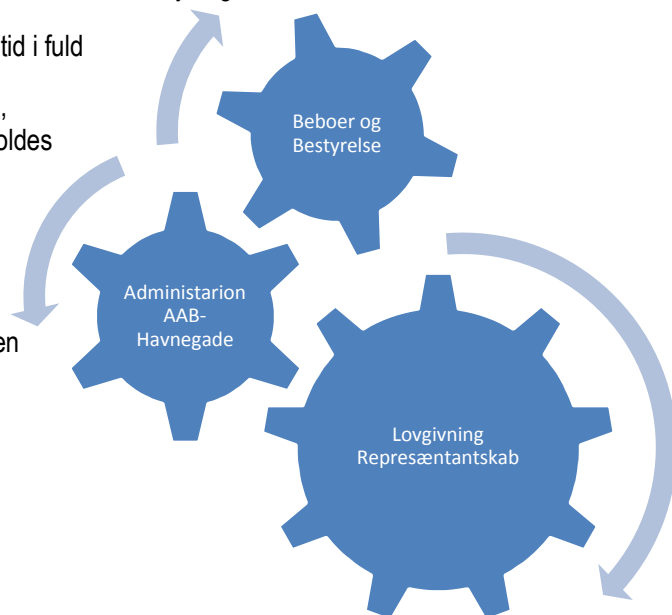 tid i fuld
,
oldes
en
Beboer og
Bestyrelse
Administarion
AAB-
Havnegade
Lovgivning
Represæntantskab